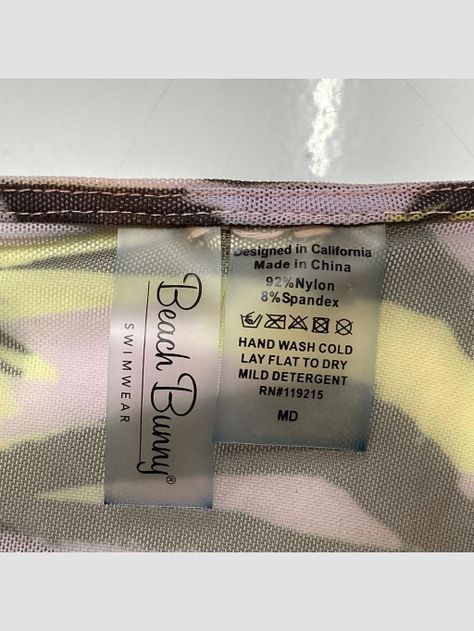 Beach Bunny®
SWIMWEAR
Designed in California
Made in China
92%Nylon
8%Spandex
HAND WASH COLD
LAY FLAT TO DRY
MILD DETERGENT
RN#119215
MD